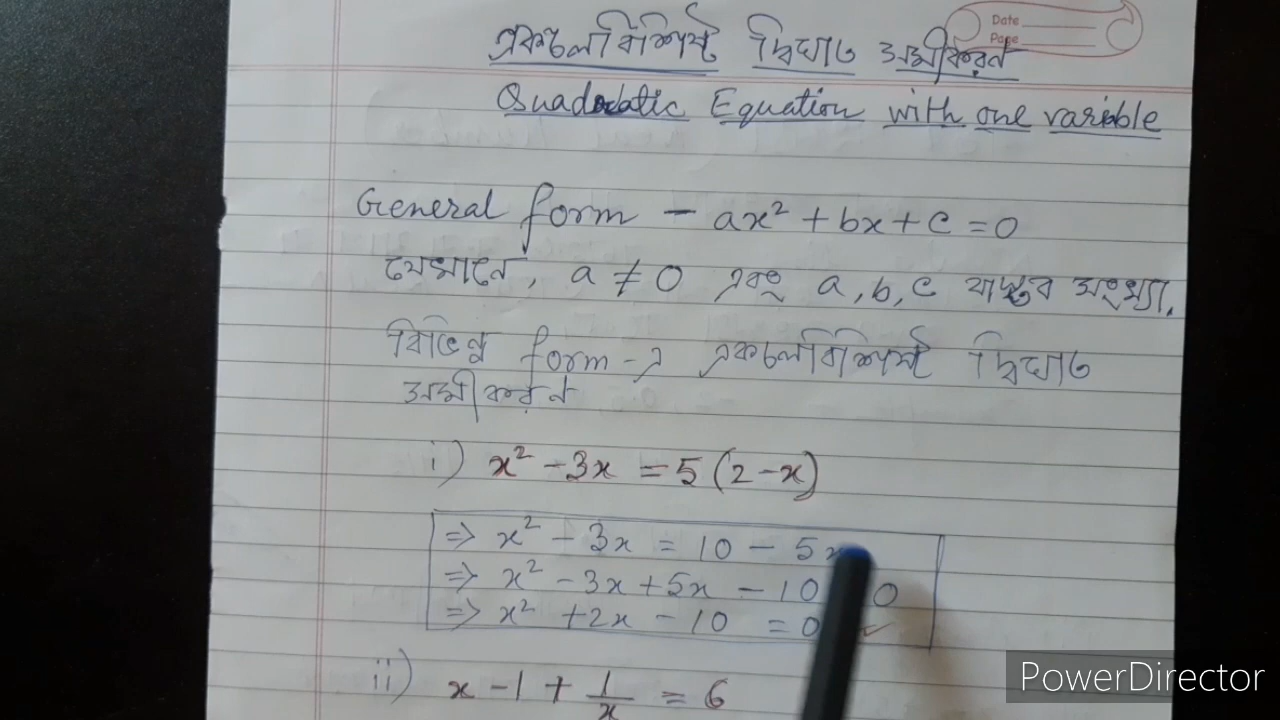 Date
Page
একচলবিশিষ্ট দ্বিঘাত সমীকরণ
Quadratic Equation with one variable
General form - ax² + bx + c = 0
যেখানে, a ≠ 0 এবং a, b, c বাস্তব সংখ্যা.
বিভিন্ন form-এ একচলবিশিষ্ট দ্বিঘাত
সমীকরণ
i) x² - 3x = 5 (2 - x)
⇒ x² - 3x = 10 - 5x
⇒ x² - 3x + 5x - 10 0
⇒ x² + 2x - 10 = 0
ii) x - 1 + 1/x = 6
PowerDirector